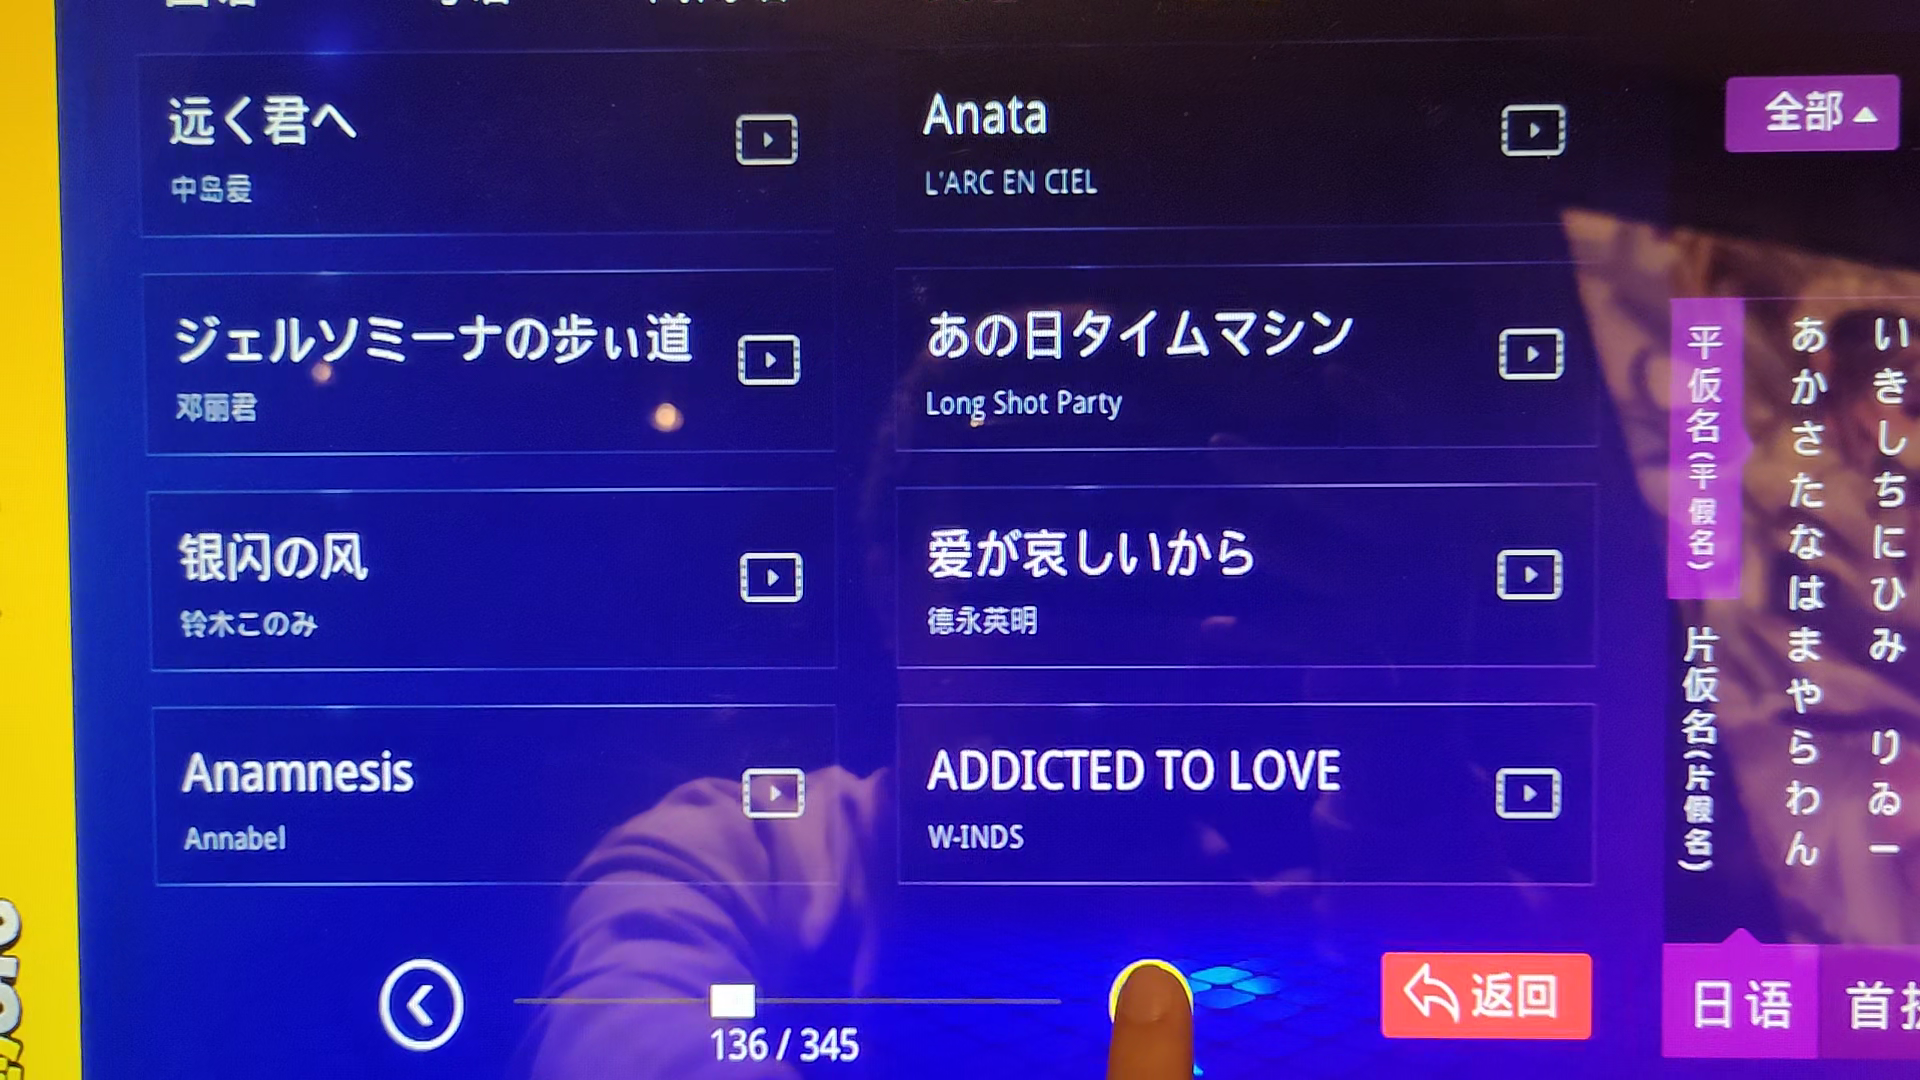 远く君へ
中岛爱
Anata
L'ARC EN CIEL
ジェルソミーナの歩ぃ道
邓丽君
あの日タイムマシン
Long Shot Party
银闪の风
铃木このみ
爱が哀しいから
德永英明
Anamnesis
Annabel
ADDICTED TO LOVE
W-INDS
136 / 345
返回
全部
平仮名(平假名)
片仮名(片假名)
あかさたなはまやらわん
いきしちにひみ りゐー
日语
首